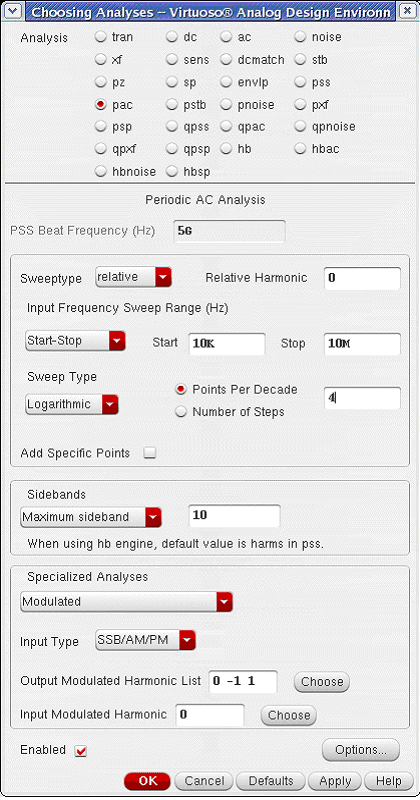 Choosing Analyses – Virtuoso® Analog Design Environn
Analysis tran dc ac noise
xf sens dcmatch stb
pz sp envlp pss
pac pstb pnoise pxf
psp qpss qpac qpnoise
qpxf qpsp hb hbac
hbnoise hbsp
Periodic AC Analysis
PSS Beat Frequency (Hz) 5G
Sweeptype relative Relative Harmonic 0
Input Frequency Sweep Range (Hz)
Start-Stop Start 10K Stop 10M
Sweep Type
Points Per Decade
Logarithmic 4
Number of Steps
Add Specific Points
Sidebands
Maximum sideband 10
When using hb engine, default value is harms in pss.
Specialized Analyses
Modulated
Input Type SSB/AM/PM
Output Modulated Harmonic List 0 -1 1 Choose
Input Modulated Harmonic 0 Choose
Enabled Options...
OK Cancel Defaults Apply Help